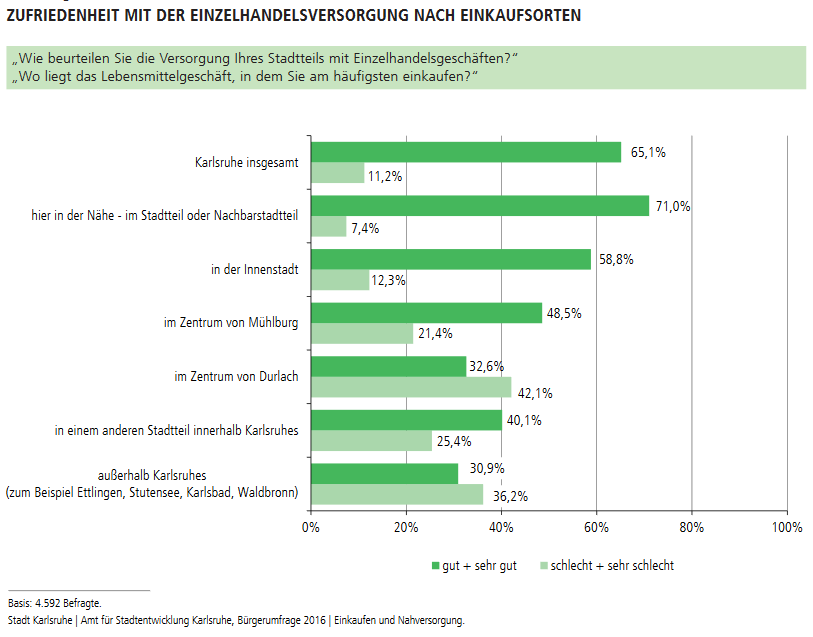 ZUFRIEDENHEIT MIT DER EINZELHANDELSVERSORGUNG NACH EINKAUFSORTEN
„Wie beurteilen Sie die Versorgung Ihres Stadtteils mit Einzelhandelsgeschäften?“
„Wo liegt das Lebensmittelgeschäft, in dem Sie am häufigsten einkaufen?“
Karlsruhe insgesamt
65,1%
11,2%
hier in der Nähe - im Stadtteil oder Nachbarstadtteil
71,0%
7,4%
in der Innenstadt
58,8%
12,3%
im Zentrum von Mühlburg
48,5%
21,4%
im Zentrum von Durlach
32,6%
42,1%
in einem anderen Stadtteil innerhalb Karlsruhes
40,1%
25,4%
außerhalb Karlsruhes
(zum Beispiel Ettlingen, Stutensee, Karlsbad, Waldbronn)
30,9%
36,2%
0% 20% 40% 60% 80% 100%
gut + sehr gut schlecht + sehr schlecht
Basis: 4.592 Befragte.
Stadt Karlsruhe | Amt für Stadtentwicklung Karlsruhe, Bürgerumfrage 2016 | Einkaufen und Nahversorgung.